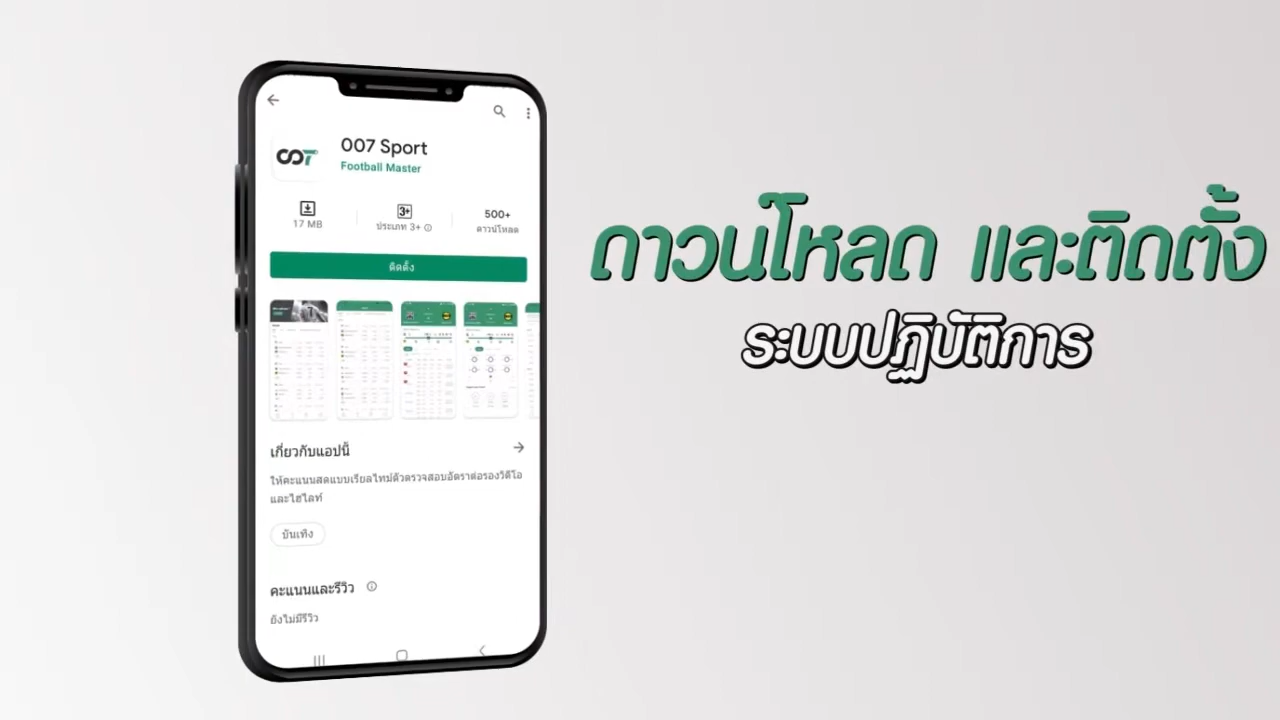 007 Sport
Football Master
007
17 MB
3+
ประเภท 3+
500+
ดาวน์โหลด
ติดตั้ง
เกี่ยวกับแอปนี้
ให้คะแนนสดแบบเรียลไทม์ตัวตรวจสอบอัตราต่อรองวิดีโอ
และไฮไลท์
บันเทิง
คะแนนและรีวิว
ยังไม่มีรีวิว
ดาวน์โหลด และติดตั้ง
ระบบปฏิบัติการ